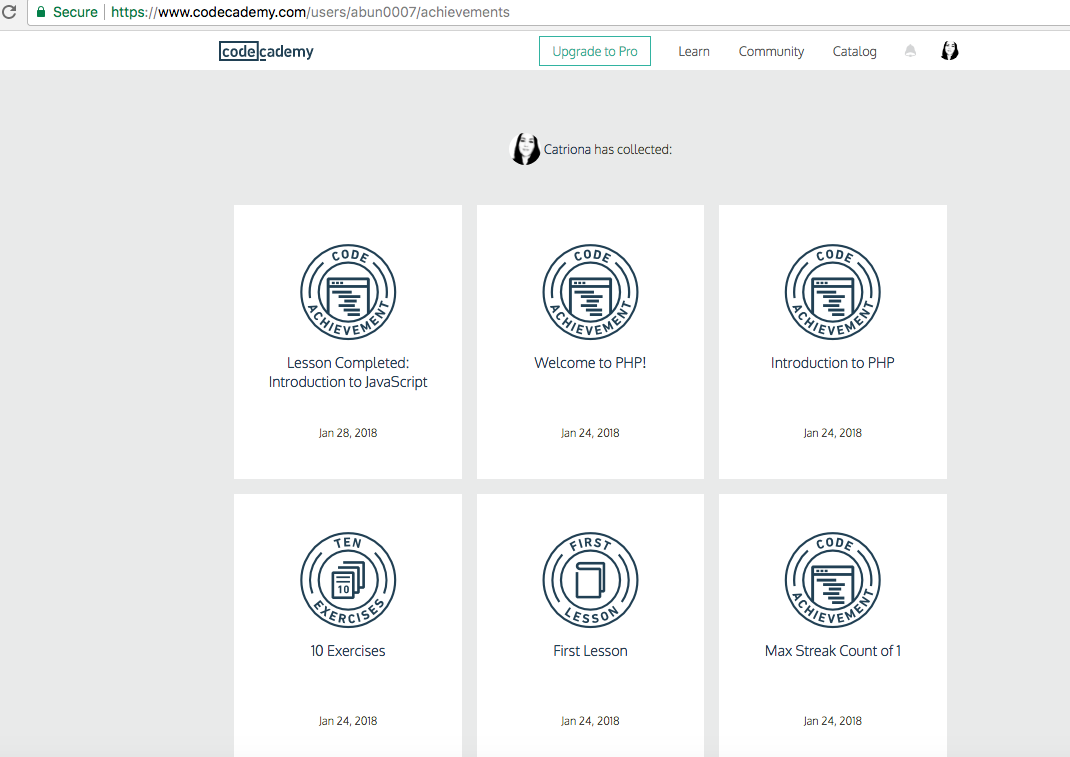 Secure https://www.codecademy.com/users/abun0007/achievements
codecademy
Upgrade to Pro Learn Community Catalog
Catriona has collected:
CODE ACHIEVEMENT
Lesson Completed:
Introduction to JavaScript
Jan 28, 2018
CODE ACHIEVEMENT
Welcome to PHP!
Jan 24, 2018
CODE ACHIEVEMENT
Introduction to PHP
Jan 24, 2018
TEN EXERCISES
10
10 Exercises
Jan 24, 2018
FIRST LESSON
First Lesson
Jan 24, 2018
CODE ACHIEVEMENT
Max Streak Count of 1
Jan 24, 2018